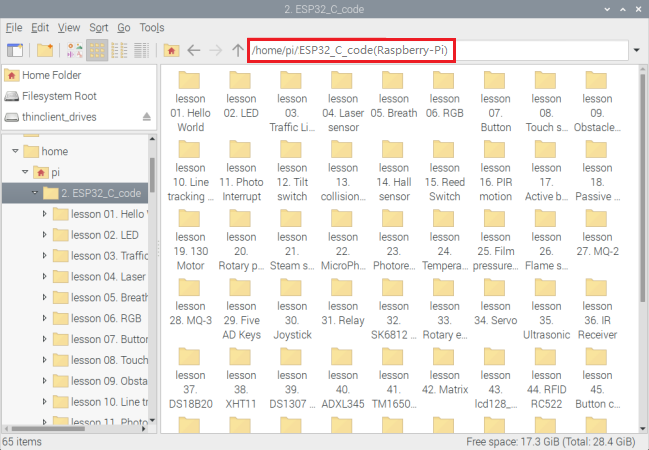 2. ESP32_C_code
File Edit View Sort Go Tools
/home/pi/ESP32_C_code(Raspberry-Pi)
Home Folder
Filesystem Root
thinclient_drives
home
pi
2. ESP32_C_code
lesson 01. Hello W
lesson 02. LED
lesson 03. Traffic
lesson 04. Laser
lesson 05. Breath
lesson 06. RGB
lesson 07. Button
lesson 08. Touch
lesson 09. Obsta
lesson 10. Line t
lesson 11. Photo
lesson lesson lesson lesson lesson lesson lesson lesson lesson
01. Hello 02. LED 03. 04. Laser 05. Breath 06. RGB 07. 08. 09.
World Traffic Li... sensor Button Touch s... Obstacle...
lesson lesson lesson lesson lesson lesson lesson lesson lesson
10. Line 11. Photo 12. Tilt 13. 14. Hall 15. Reed 16. PIR 17. 18.
tracking ... Interrupt switch collision... sensor Switch motion Active b... Passive ...
lesson lesson lesson lesson lesson lesson lesson lesson lesson
19. 130 20. 21. 22. 23. 24. 25. Film 26. 27. MQ-2
Motor Rotary p... Steam s... MicroPh... Photore... Tempera... pressure... Flame s...
lesson lesson lesson lesson lesson lesson lesson lesson lesson
28. MQ-3 29. Five 30. 31. Relay 32. 33. 34. Servo 35. 36. IR
AD Keys Joystick SK6812 ... Rotary e... Ultrasonic Receiver
lesson lesson lesson lesson lesson lesson lesson lesson lesson
37. 38. 39. 40. 41. 42. Matrix 43. 44. RFID 45.
DS18B20 XHT11 DS1307 ... ADXL345 TM1650... lcd128_... RC522 Button c...
65 items
Free space: 17.3 GiB (Total: 28.4 GiB)